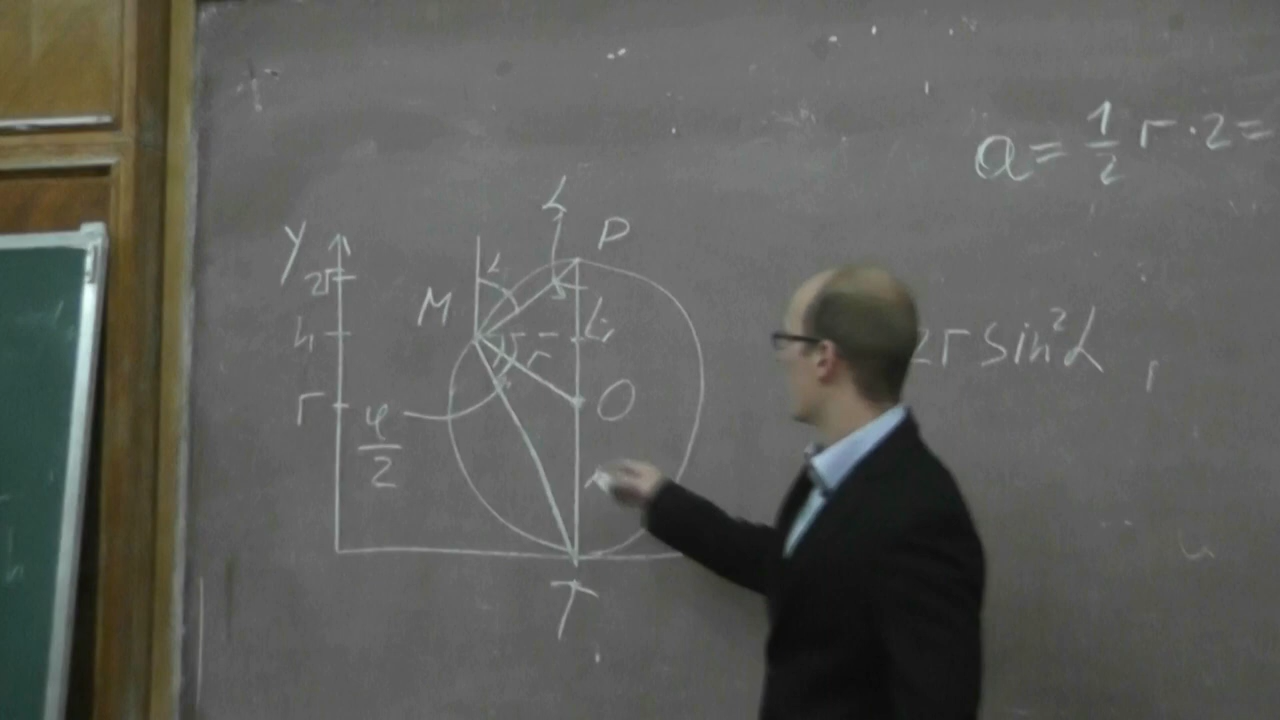 a = 1/2 r · 2 =
2r sin²α ,
P
y
2r
M
h
r
r
O
φ/2
T